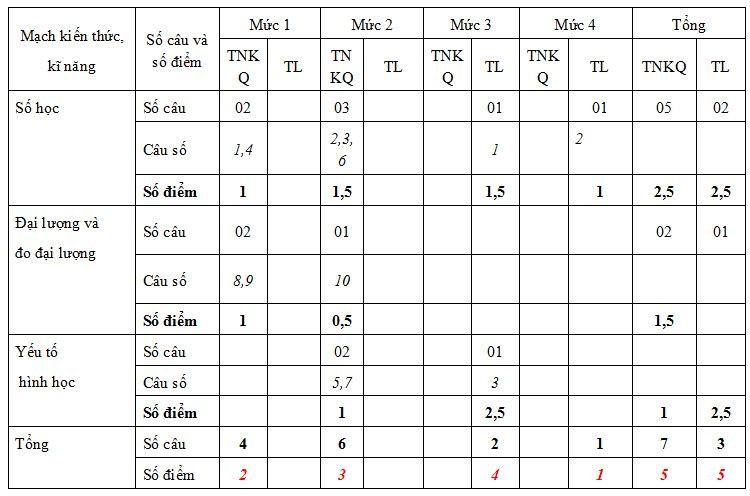 Mạch kiến thức, kĩ năng | Số câu và số điểm | Mức 1 | Mức 2 | Mức 3 | Mức 4 | Tổng
TNKQ | TL | TNKQ | TL | TNKQ | TL | TNKQ | TL | TNKQ | TL
Số học | Số câu | 02 | | 03 | | | 01 | | 01 | 05 | 02
Câu số | 1,4 | | 2,3,6 | | | 1 | | 2 | |
Số điểm | 1 | | 1,5 | | | 1,5 | | 1 | 2,5 | 2,5
Đại lượng và đo đại lượng | Số câu | 02 | | 01 | | | | | | 02 | 01
Câu số | 8,9 | | 10 | | | | | | |
Số điểm | 1 | | 0,5 | | | | | | 1,5 |
Yếu tố hình học | Số câu | | | 02 | | | 01 | | | |
Câu số | | | 5,7 | | | 3 | | | |
Số điểm | | | 1 | | | 2,5 | | | 1 | 2,5
Tổng | Số câu | 4 | | 6 | | | 2 | | 1 | 7 | 3
Số điểm | 2 | | 3 | | | 4 | | 1 | 5 | 5